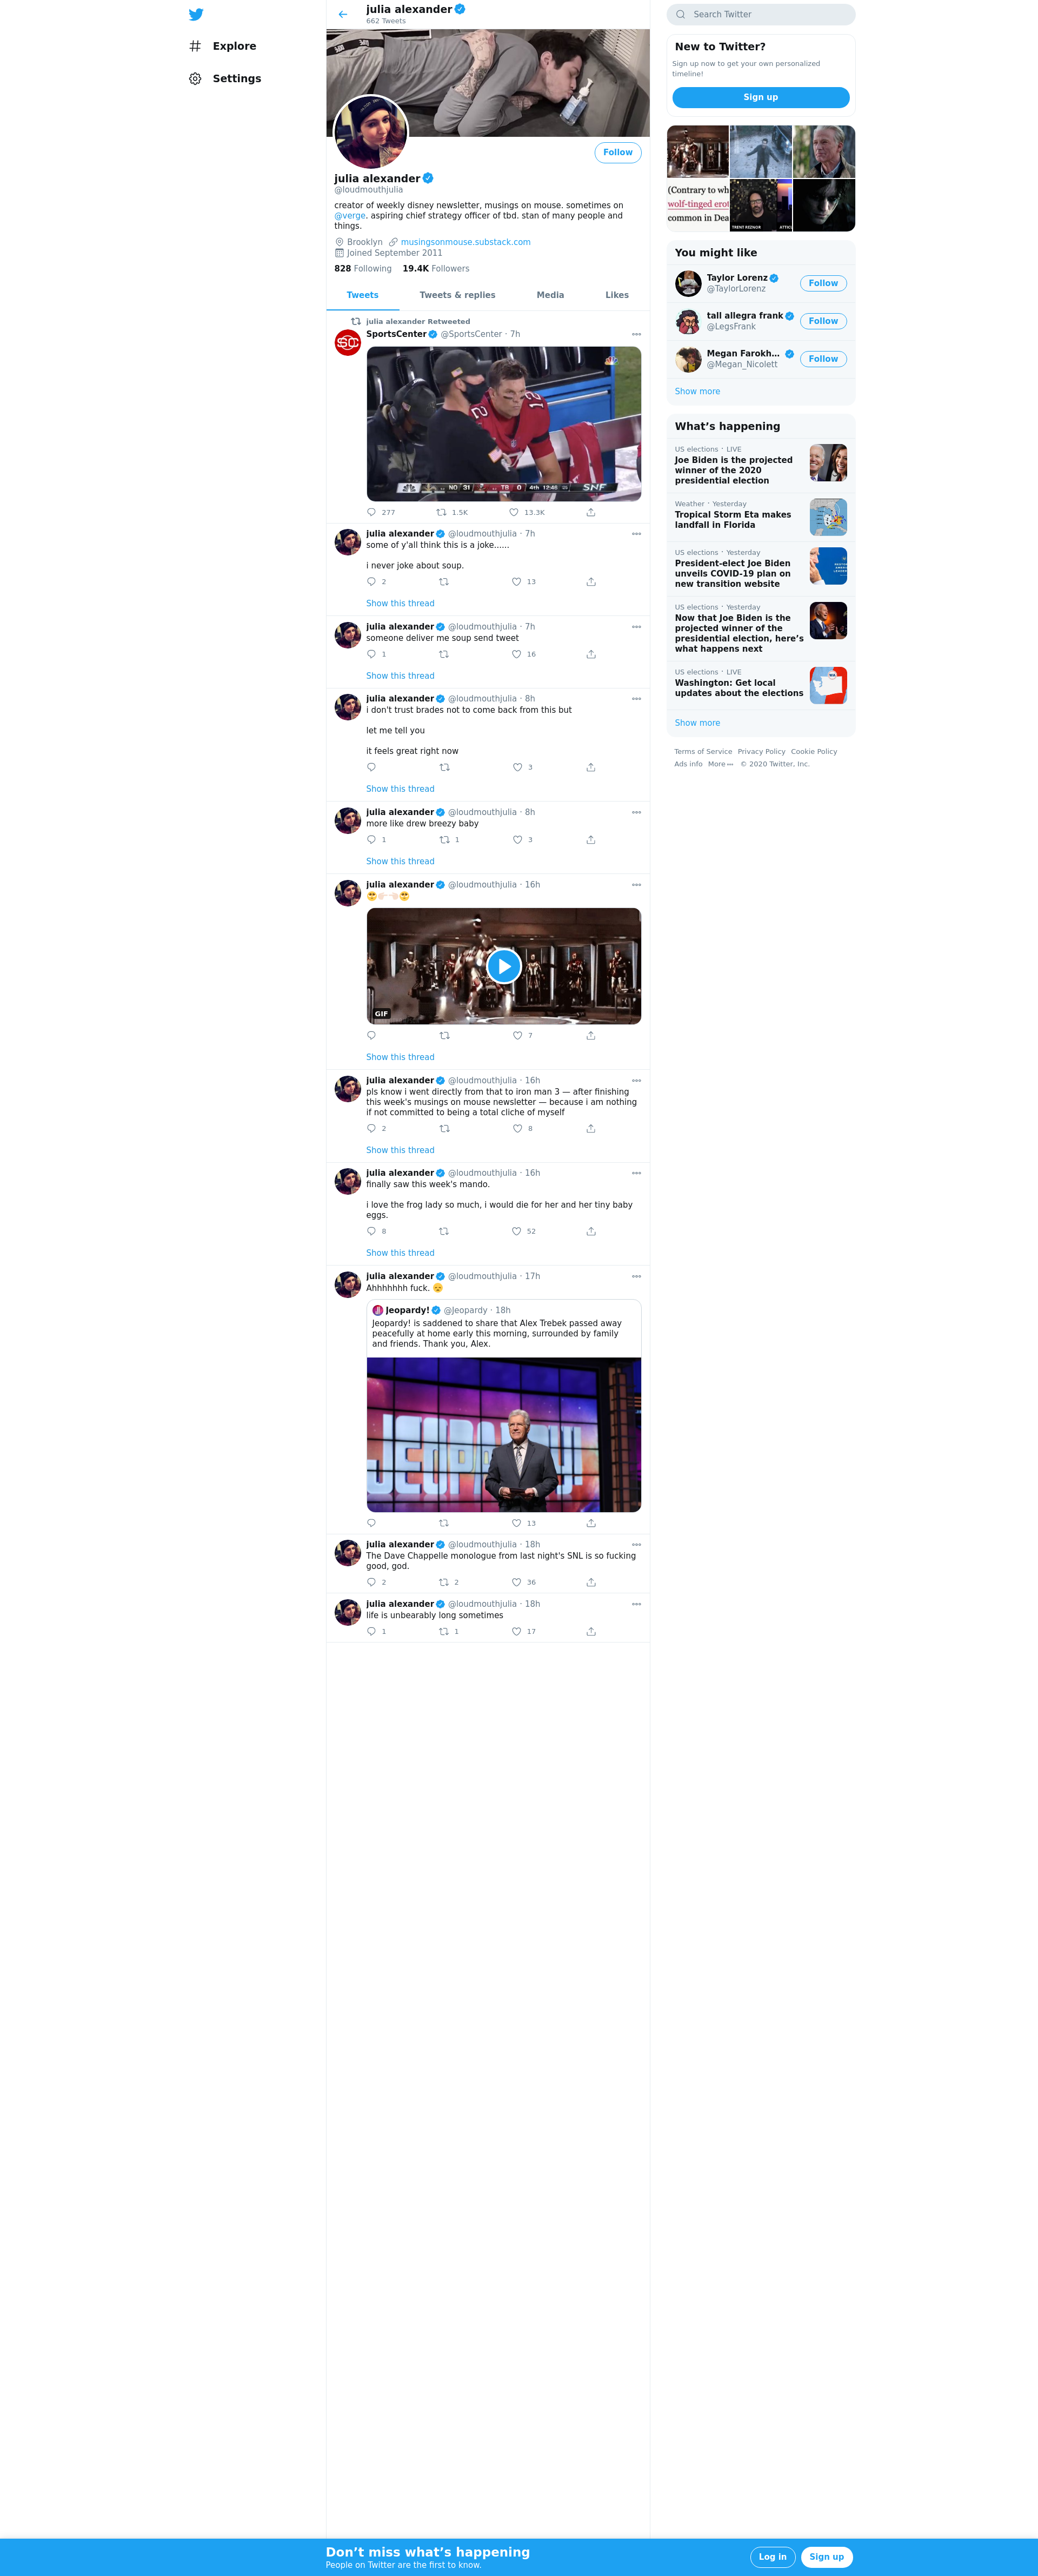 Explore
Settings
julia alexander
662 Tweets
Follow
julia alexander
@loudmouthjulia
creator of weekly disney newsletter, musings on mouse. sometimes on
@verge. aspiring chief strategy officer of tbd. stan of many people and
things.
Brooklyn musingsonmouse.substack.com
Joined September 2011
828 Following 19.4K Followers
Tweets Tweets & replies Media Likes
julia alexander Retweeted
SportsCenter @SportsCenter · 7h
NO 31 TB 0 4th 12:46 SNF
277 1.5K 13.3K
julia alexander @loudmouthjulia · 7h
some of y'all think this is a joke......
i never joke about soup.
2 13
Show this thread
julia alexander @loudmouthjulia · 7h
someone deliver me soup send tweet
1 16
Show this thread
julia alexander @loudmouthjulia · 8h
i don't trust brades not to come back from this but
let me tell you
it feels great right now
3
Show this thread
julia alexander @loudmouthjulia · 8h
more like drew breezy baby
1 1 3
Show this thread
julia alexander @loudmouthjulia · 16h
GIF
7
Show this thread
julia alexander @loudmouthjulia · 16h
pls know i went directly from that to iron man 3 — after finishing
this week's musings on mouse newsletter — because i am nothing
if not committed to being a total cliche of myself
2 8
Show this thread
julia alexander @loudmouthjulia · 16h
finally saw this week's mando.
i love the frog lady so much, i would die for her and her tiny baby
eggs.
8 52
Show this thread
julia alexander @loudmouthjulia · 17h
Ahhhhhhh fuck. 😔
Jeopardy! @Jeopardy · 18h
Jeopardy! is saddened to share that Alex Trebek passed away
peacefully at home early this morning, surrounded by family
and friends. Thank you, Alex.
JEOPARDY
13
julia alexander @loudmouthjulia · 18h
The Dave Chappelle monologue from last night's SNL is so fucking
good, god.
2 2 36
julia alexander @loudmouthjulia · 18h
life is unbearably long sometimes
1 1 17
Search Twitter
New to Twitter?
Sign up now to get your own personalized
timeline!
Sign up
(Contrary to wh
wolf-tinged erot
common in Dea
TRENT REZNOR ATTICU
You might like
Taylor Lorenz
@TaylorLorenz
Follow
tall allegra frank
@LegsFrank
Follow
Megan Farokh...
@Megan_Nicolett
Follow
Show more
What's happening
US elections · LIVE
Joe Biden is the projected
winner of the 2020
presidential election
Weather · Yesterday
Tropical Storm Eta makes
landfall in Florida
US elections · Yesterday
President-elect Joe Biden
unveils COVID-19 plan on
new transition website
US elections · Yesterday
Now that Joe Biden is the
projected winner of the
presidential election, here's
what happens next
US elections · LIVE
Washington: Get local
updates about the elections
Show more
Terms of Service Privacy Policy Cookie Policy
Ads info More © 2020 Twitter, Inc.
Don't miss what's happening
People on Twitter are the first to know.
Log in
Sign up